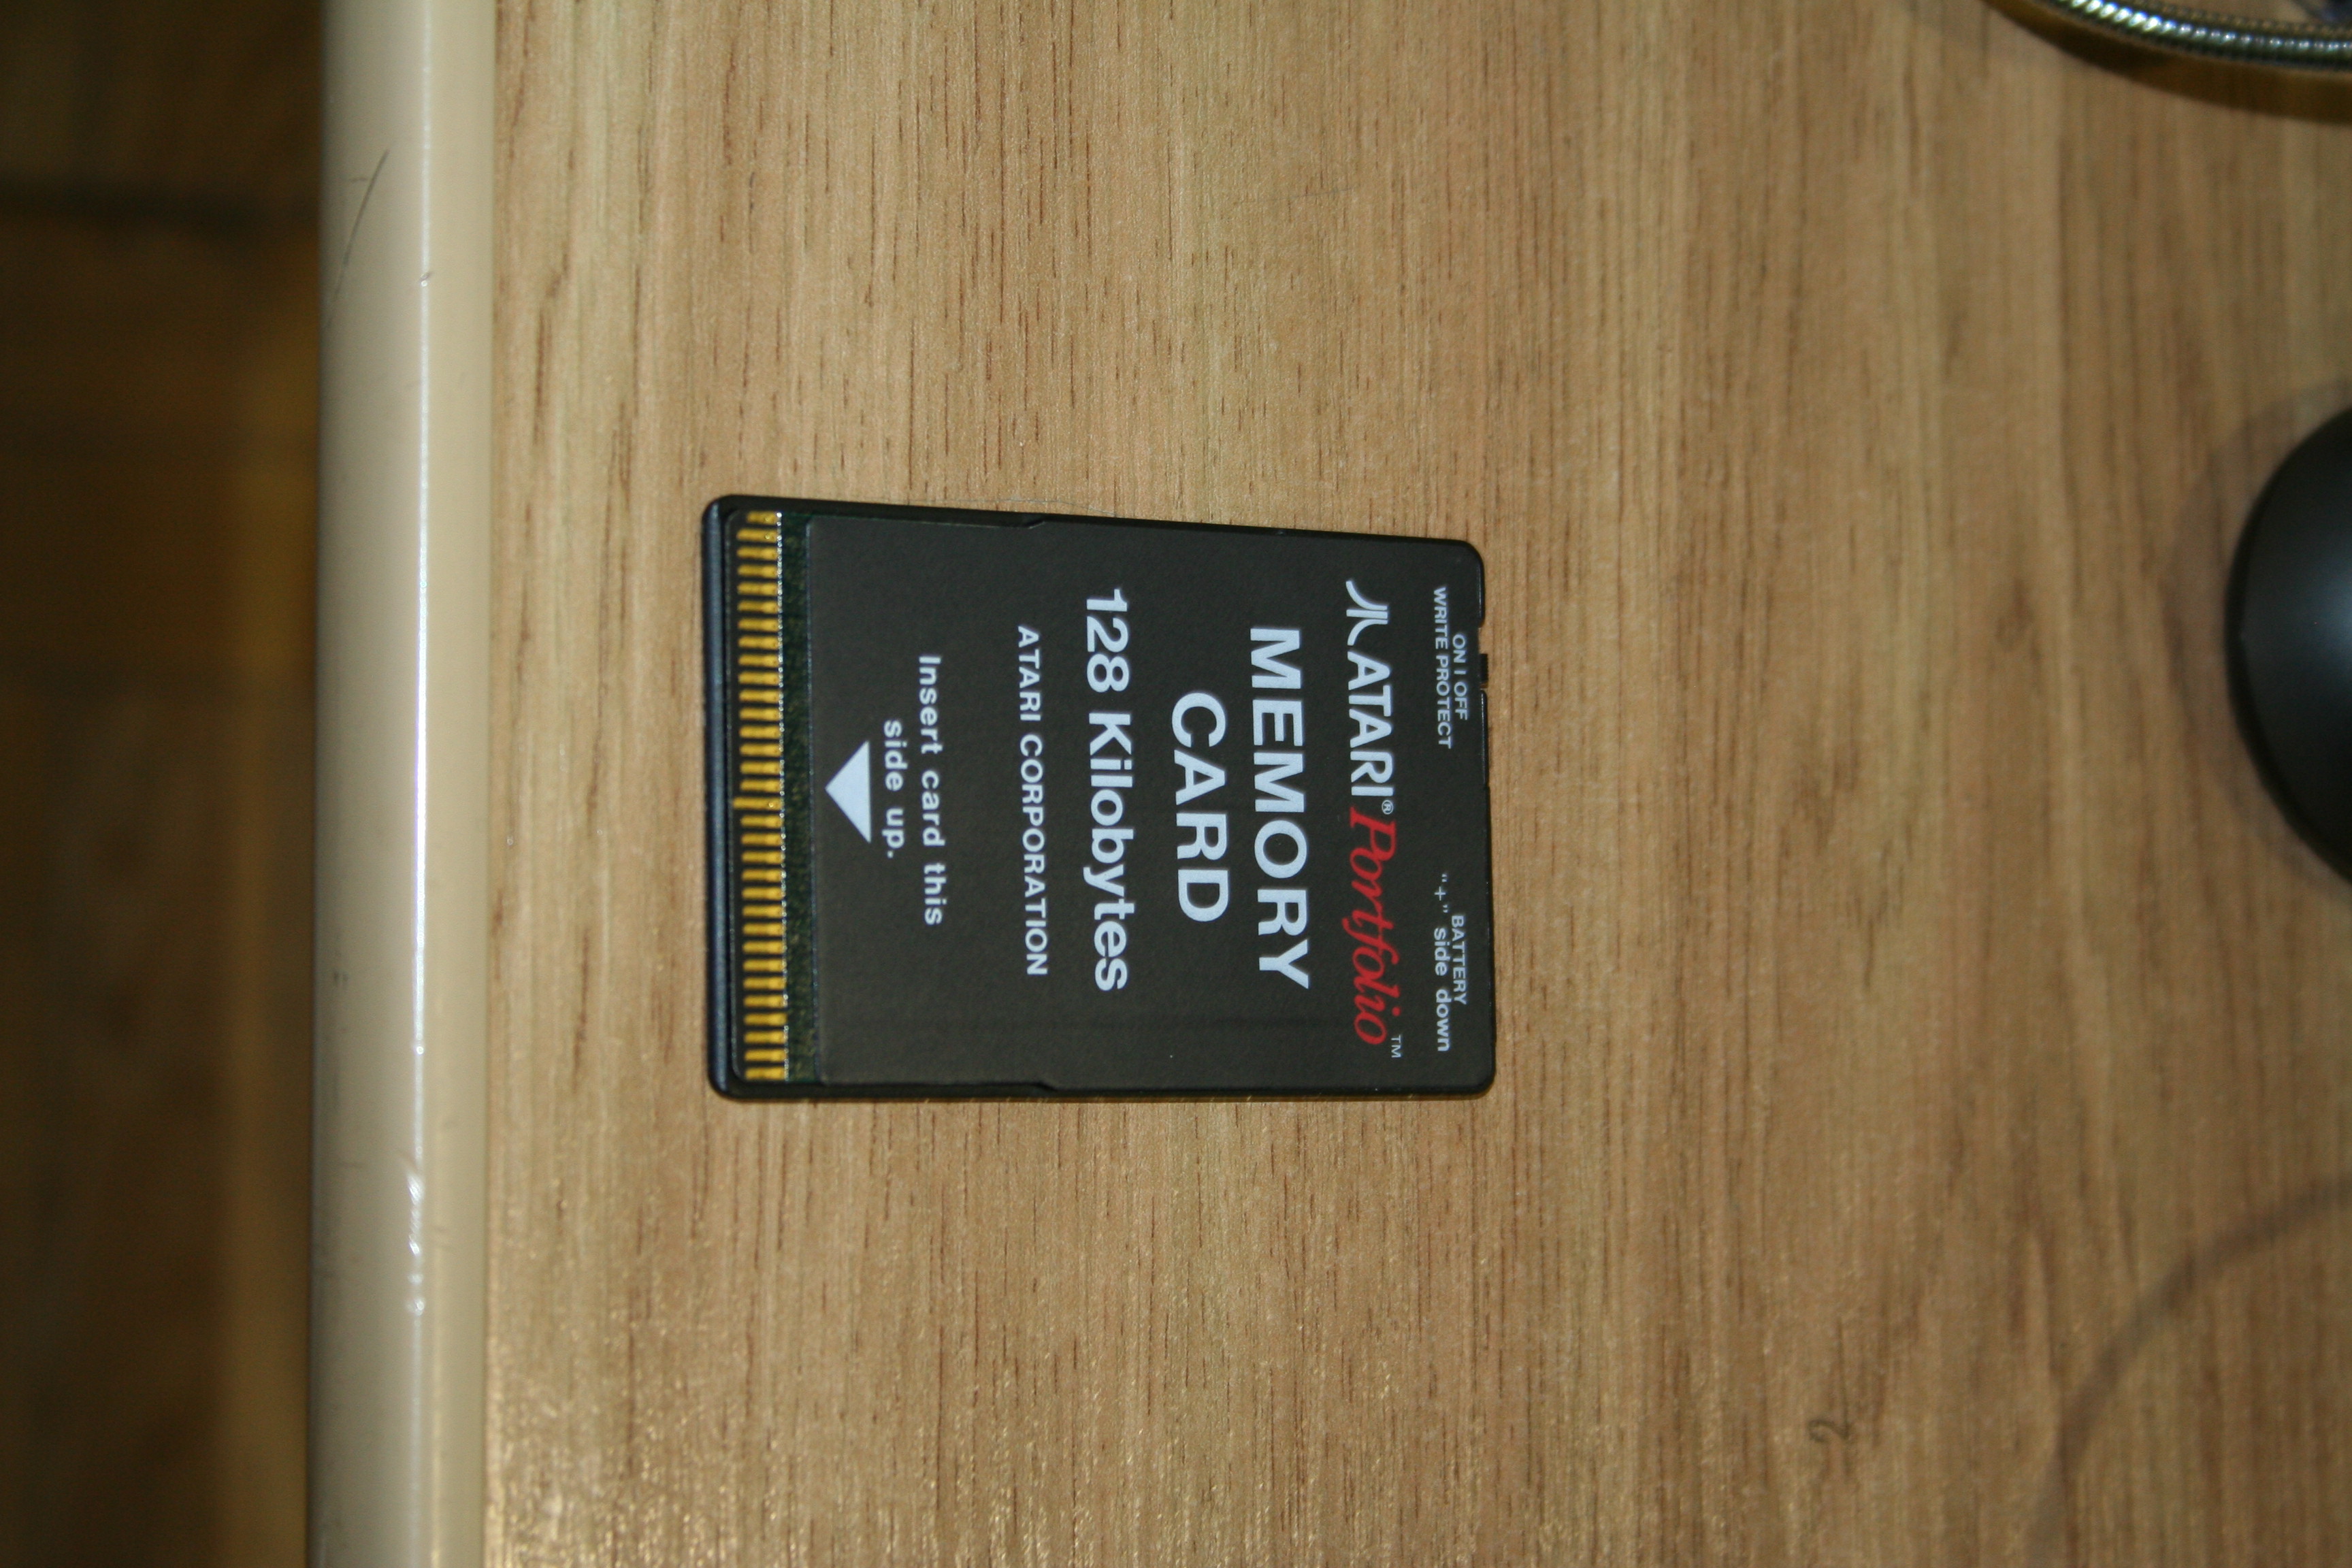 ON | OFF
WRITE PROTECT
BATTERY
"+" side down
ATARI® Portfolio™
MEMORY
CARD
128 Kilobytes
ATARI CORPORATION
Insert card this
side up.